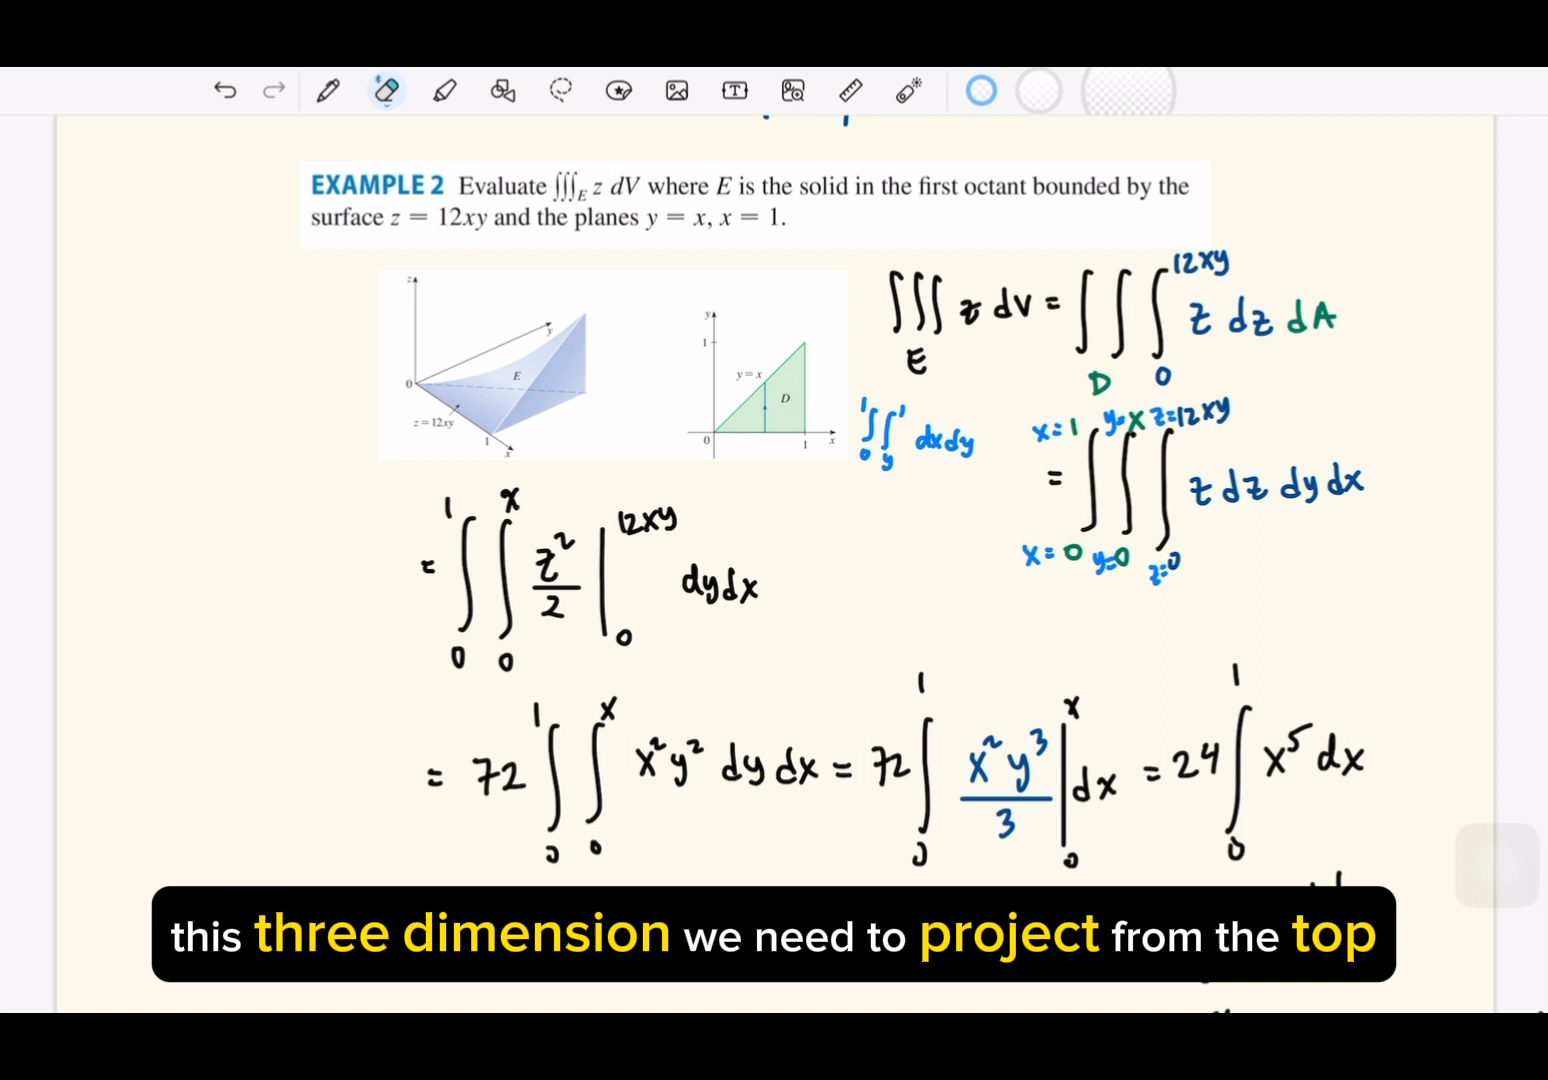 EXAMPLE 2 Evaluate ∭_E z dV where E is the solid in the first octant bounded by the
surface z = 12xy and the planes y = x, x = 1.
z
y
E
0
z = 12xy
1
x
y
1
y = x
D
0
1
x
∭_E z dV = ∬_D ∫_0^{12xy} z dz dA
∫_0^1 ∫_y^1 dx dy
= ∫_{x=0}^{x=1} ∫_{y=0}^{y=x} ∫_{z=0}^{z=12xy} z dz dy dx
= ∫_0^1 ∫_0^x z²/2 |_0^{12xy} dy dx
= 72 ∫_0^1 ∫_0^x x²y² dy dx = 72 ∫_0^1 x²y³/3 |_0^x dx = 24 ∫_0^1 x⁵ dx
this three dimension we need to project from the top